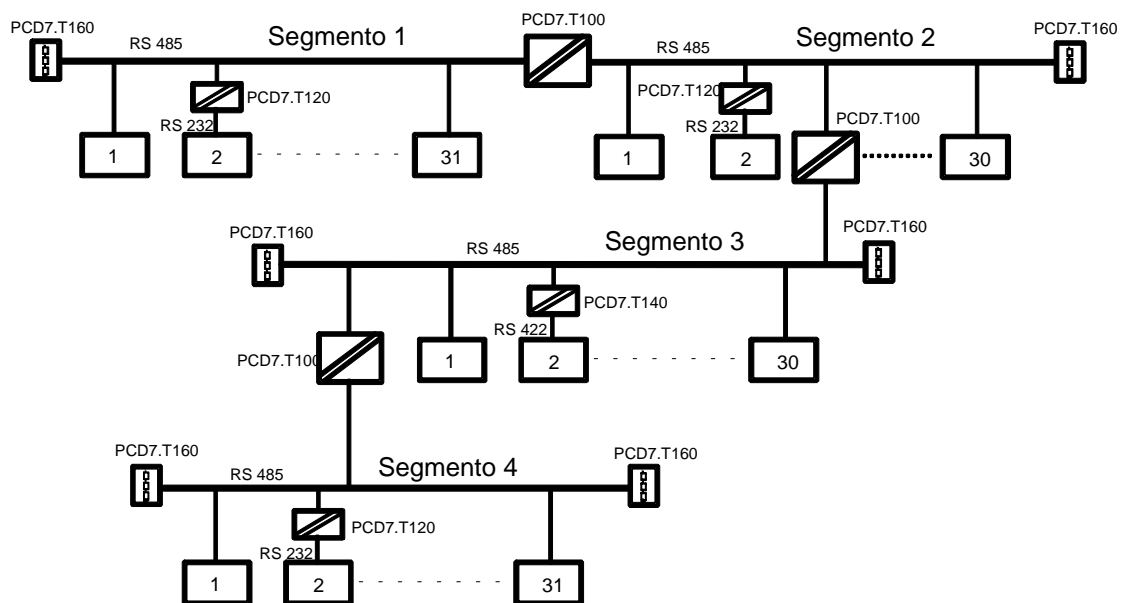 PCD7.T160
RS 485
Segmento 1
PCD7.T100
RS 485
Segmento 2
PCD7.T160
PCD7.T120
RS 232
1
2
31
PCD7.T120
RS 232
PCD7.T100
1
2
30
PCD7.T160
RS 485
Segmento 3
PCD7.T160
PCD7.T140
RS 422
PCD7.T100
1
2
30
PCD7.T160
RS 485
Segmento 4
PCD7.T160
PCD7.T120
RS 232
1
2
31